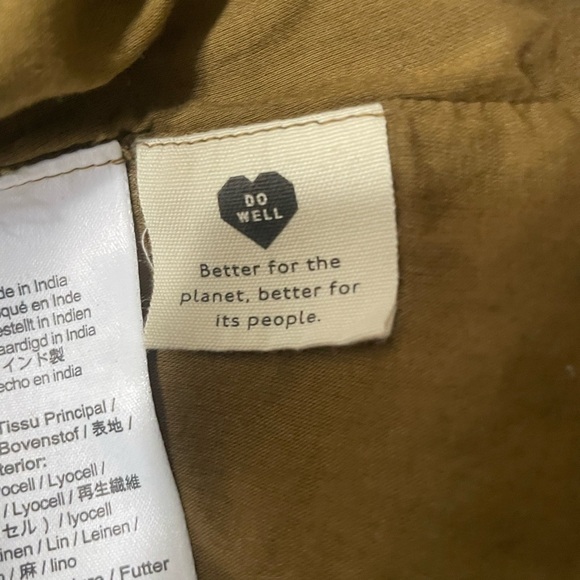 DO
WELL
Better for the
planet, better for
its people.
de in India
qué en Inde
estellt in Indien
aardigd in India
インド製
echo en india
Tissu Principal /
Bovenstof / 表地 /
terior:
ocell / Lyocell /
/ Lyocell / 再生繊維
セル ) / lyocell
inen / Lin / Leinen /
/ 麻 / lino
/ Futter